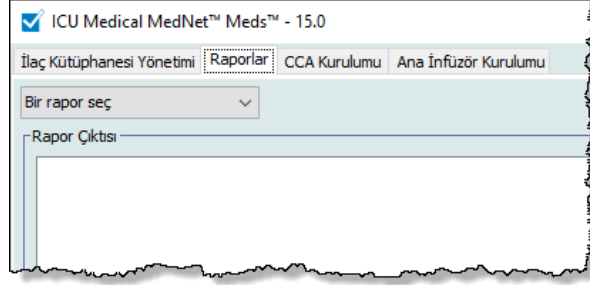 ICU Medical MedNet™ Meds™ - 15.0
İlaç Kütüphanesi Yönetimi Raporlar CCA Kurulumu Ana İnfüzör Kurulumu
Bir rapor seç
Rapor Çıktısı